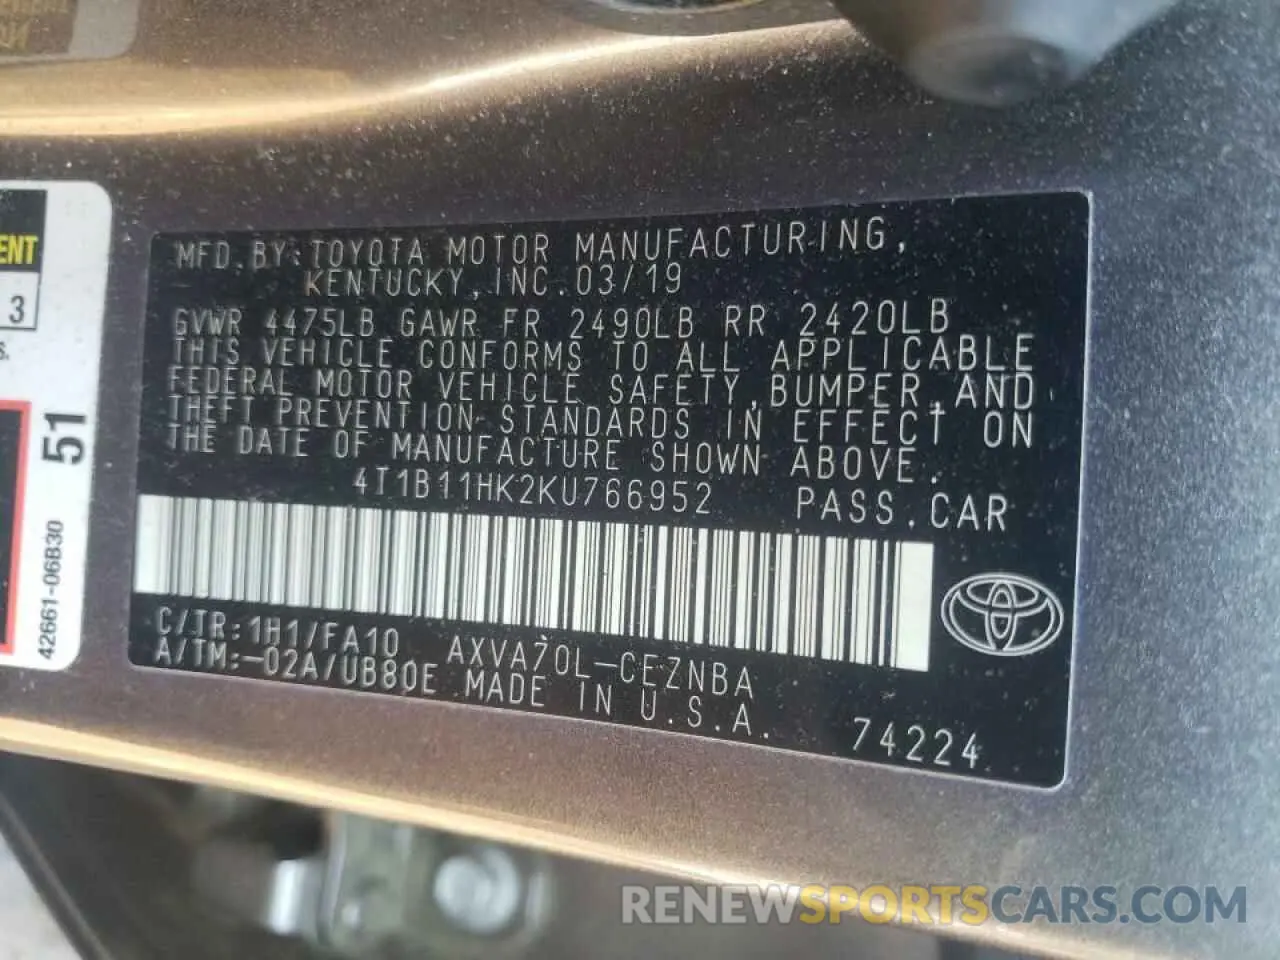 MFD. BY: TOYOTA MOTOR MANUFACTURING,
KENTUCKY, INC. 03/19
GVWR 4475LB GAWR FR 2490LB RR 2420LB
THIS VEHICLE CONFORMS TO ALL APPLICABLE
FEDERAL MOTOR VEHICLE SAFETY, BUMPER, AND
THEFT PREVENTION STANDARDS IN EFFECT ON
THE DATE OF MANUFACTURE SHOWN ABOVE.
4T1B11HK2KU766952 PASS. CAR
C/TR: 1H1/FA10 AXVA70L-CEZNBA
A/TM: -02A/UB80E MADE IN U.S.A.
74224
ENT
3
s.
51
42661-06B30
RENEWSPORTSCARS.COM